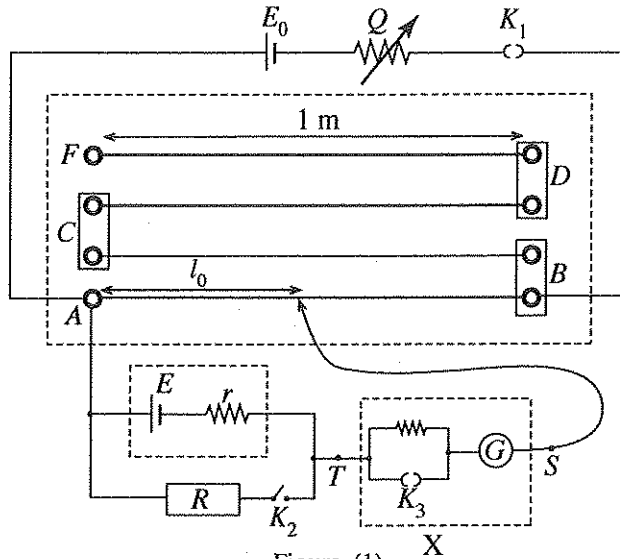 E₀ Q K₁
1 m
F D
C
l₀ B
A
E r
T G S
R K₂ K₃
X
Figure (1)